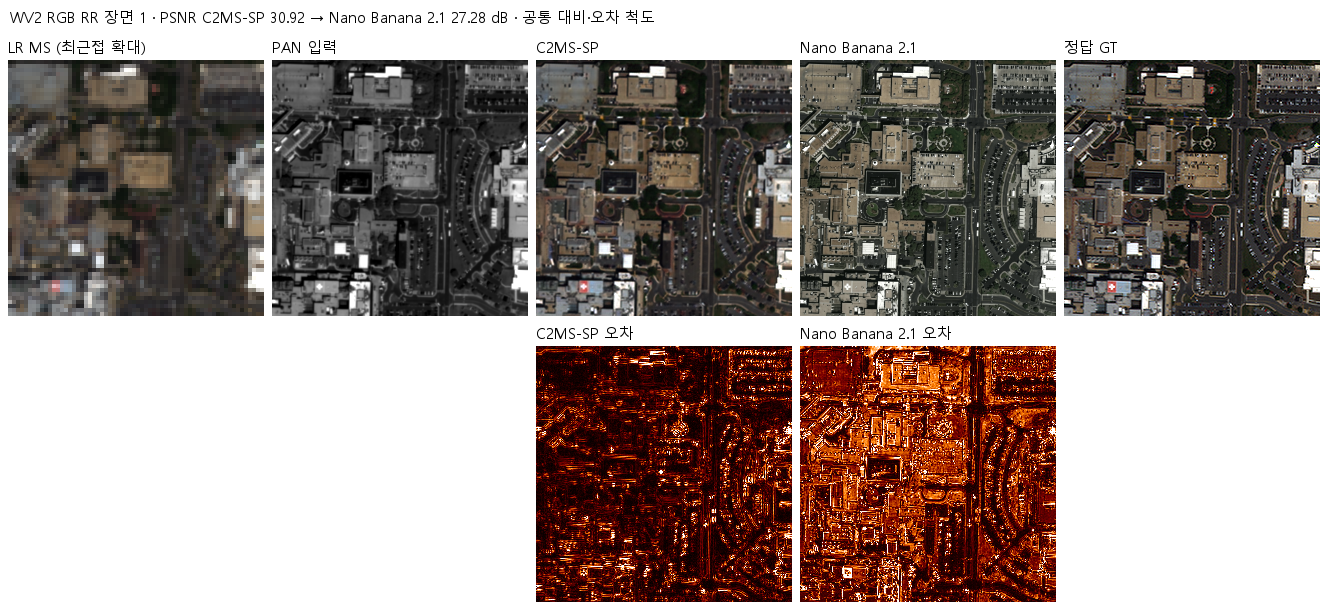 WV2 RGB RR 장면 1 · PSNR C2MS-SP 30.92 → Nano Banana 2.1 27.28 dB · 공통 대비·오차 척도
LR MS (최근접 확대)
PAN 입력
C2MS-SP
Nano Banana 2.1
정답 GT
C2MS-SP 오차
Nano Banana 2.1 오차